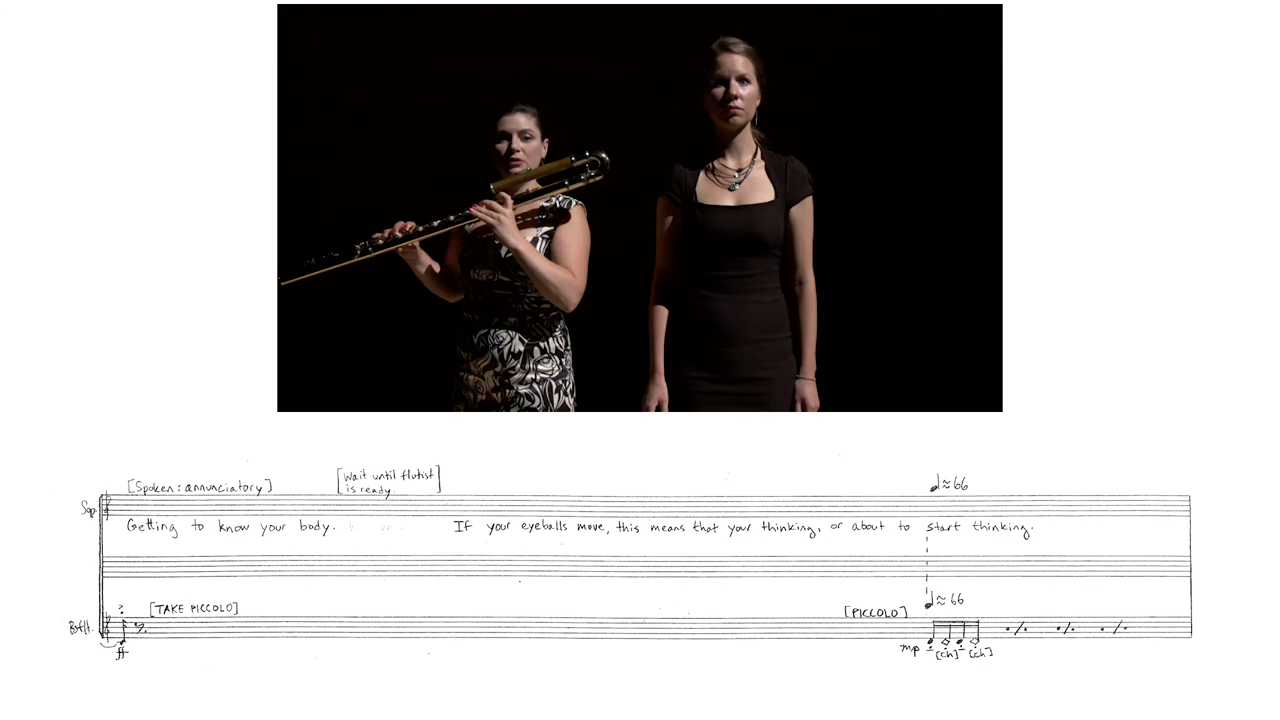 [Spoken: annunciatory]
[Wait until flutist
is ready]
♩≈66
Sop.
Getting to know your body. If your eyeballs move, this means that your thinking, or about to start thinking.
♩≈66
[TAKE PICCOLO]
[PICCOLO]
Bsflt.
ff
mp [ch] [ch]